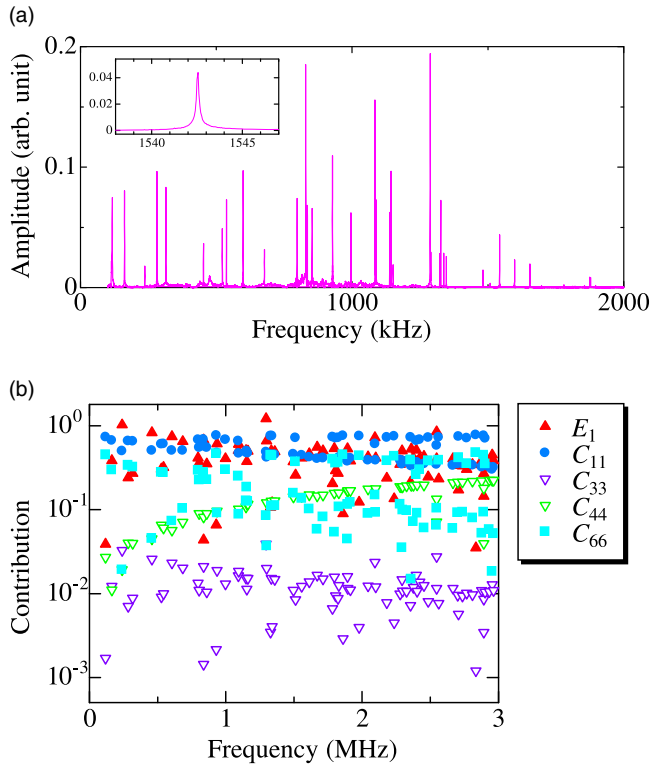 (a)
0.2
0.1
0
Amplitude (arb. unit)
0.04
0.02
0
1540 1545
0 1000 2000
Frequency (kHz)
(b)
10⁰
10⁻¹
10⁻²
10⁻³
Contribution
0 1 2 3
Frequency (MHz)
E₁
C₁₁
C₃₃
C₄₄
C₆₆